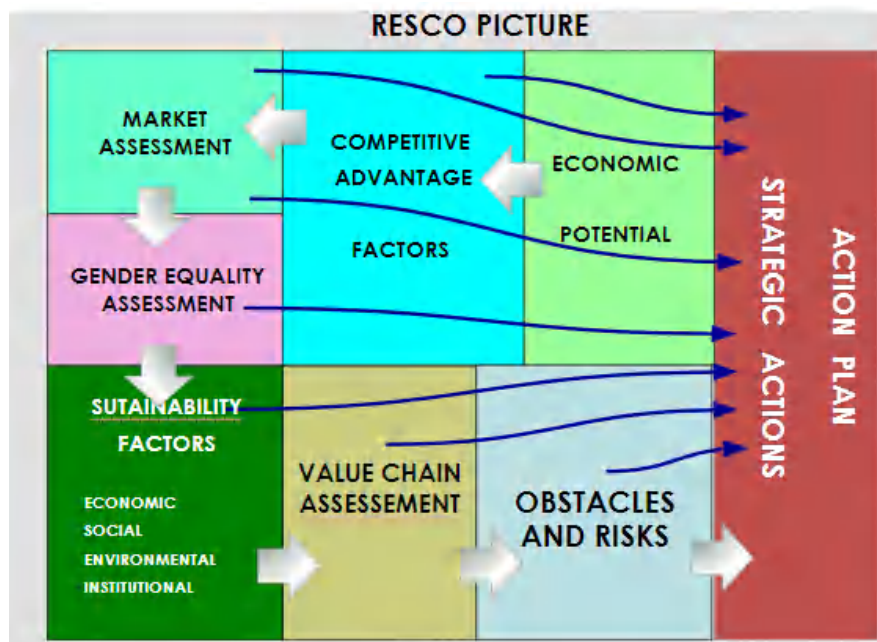 RESCO PICTURE
MARKET
ASSESSMENT
COMPETITIVE
ADVANTAGE
FACTORS
ECONOMIC
POTENTIAL
GENDER EQUALITY
ASSESSMENT
SUTAINABILITY
FACTORS
ECONOMIC
SOCIAL
ENVIRONMENTAL
INSTITUTIONAL
VALUE CHAIN
ASSESSEMENT
OBSTACLES
AND RISKS
STRATEGIC ACTIONS
ACTION PLAN